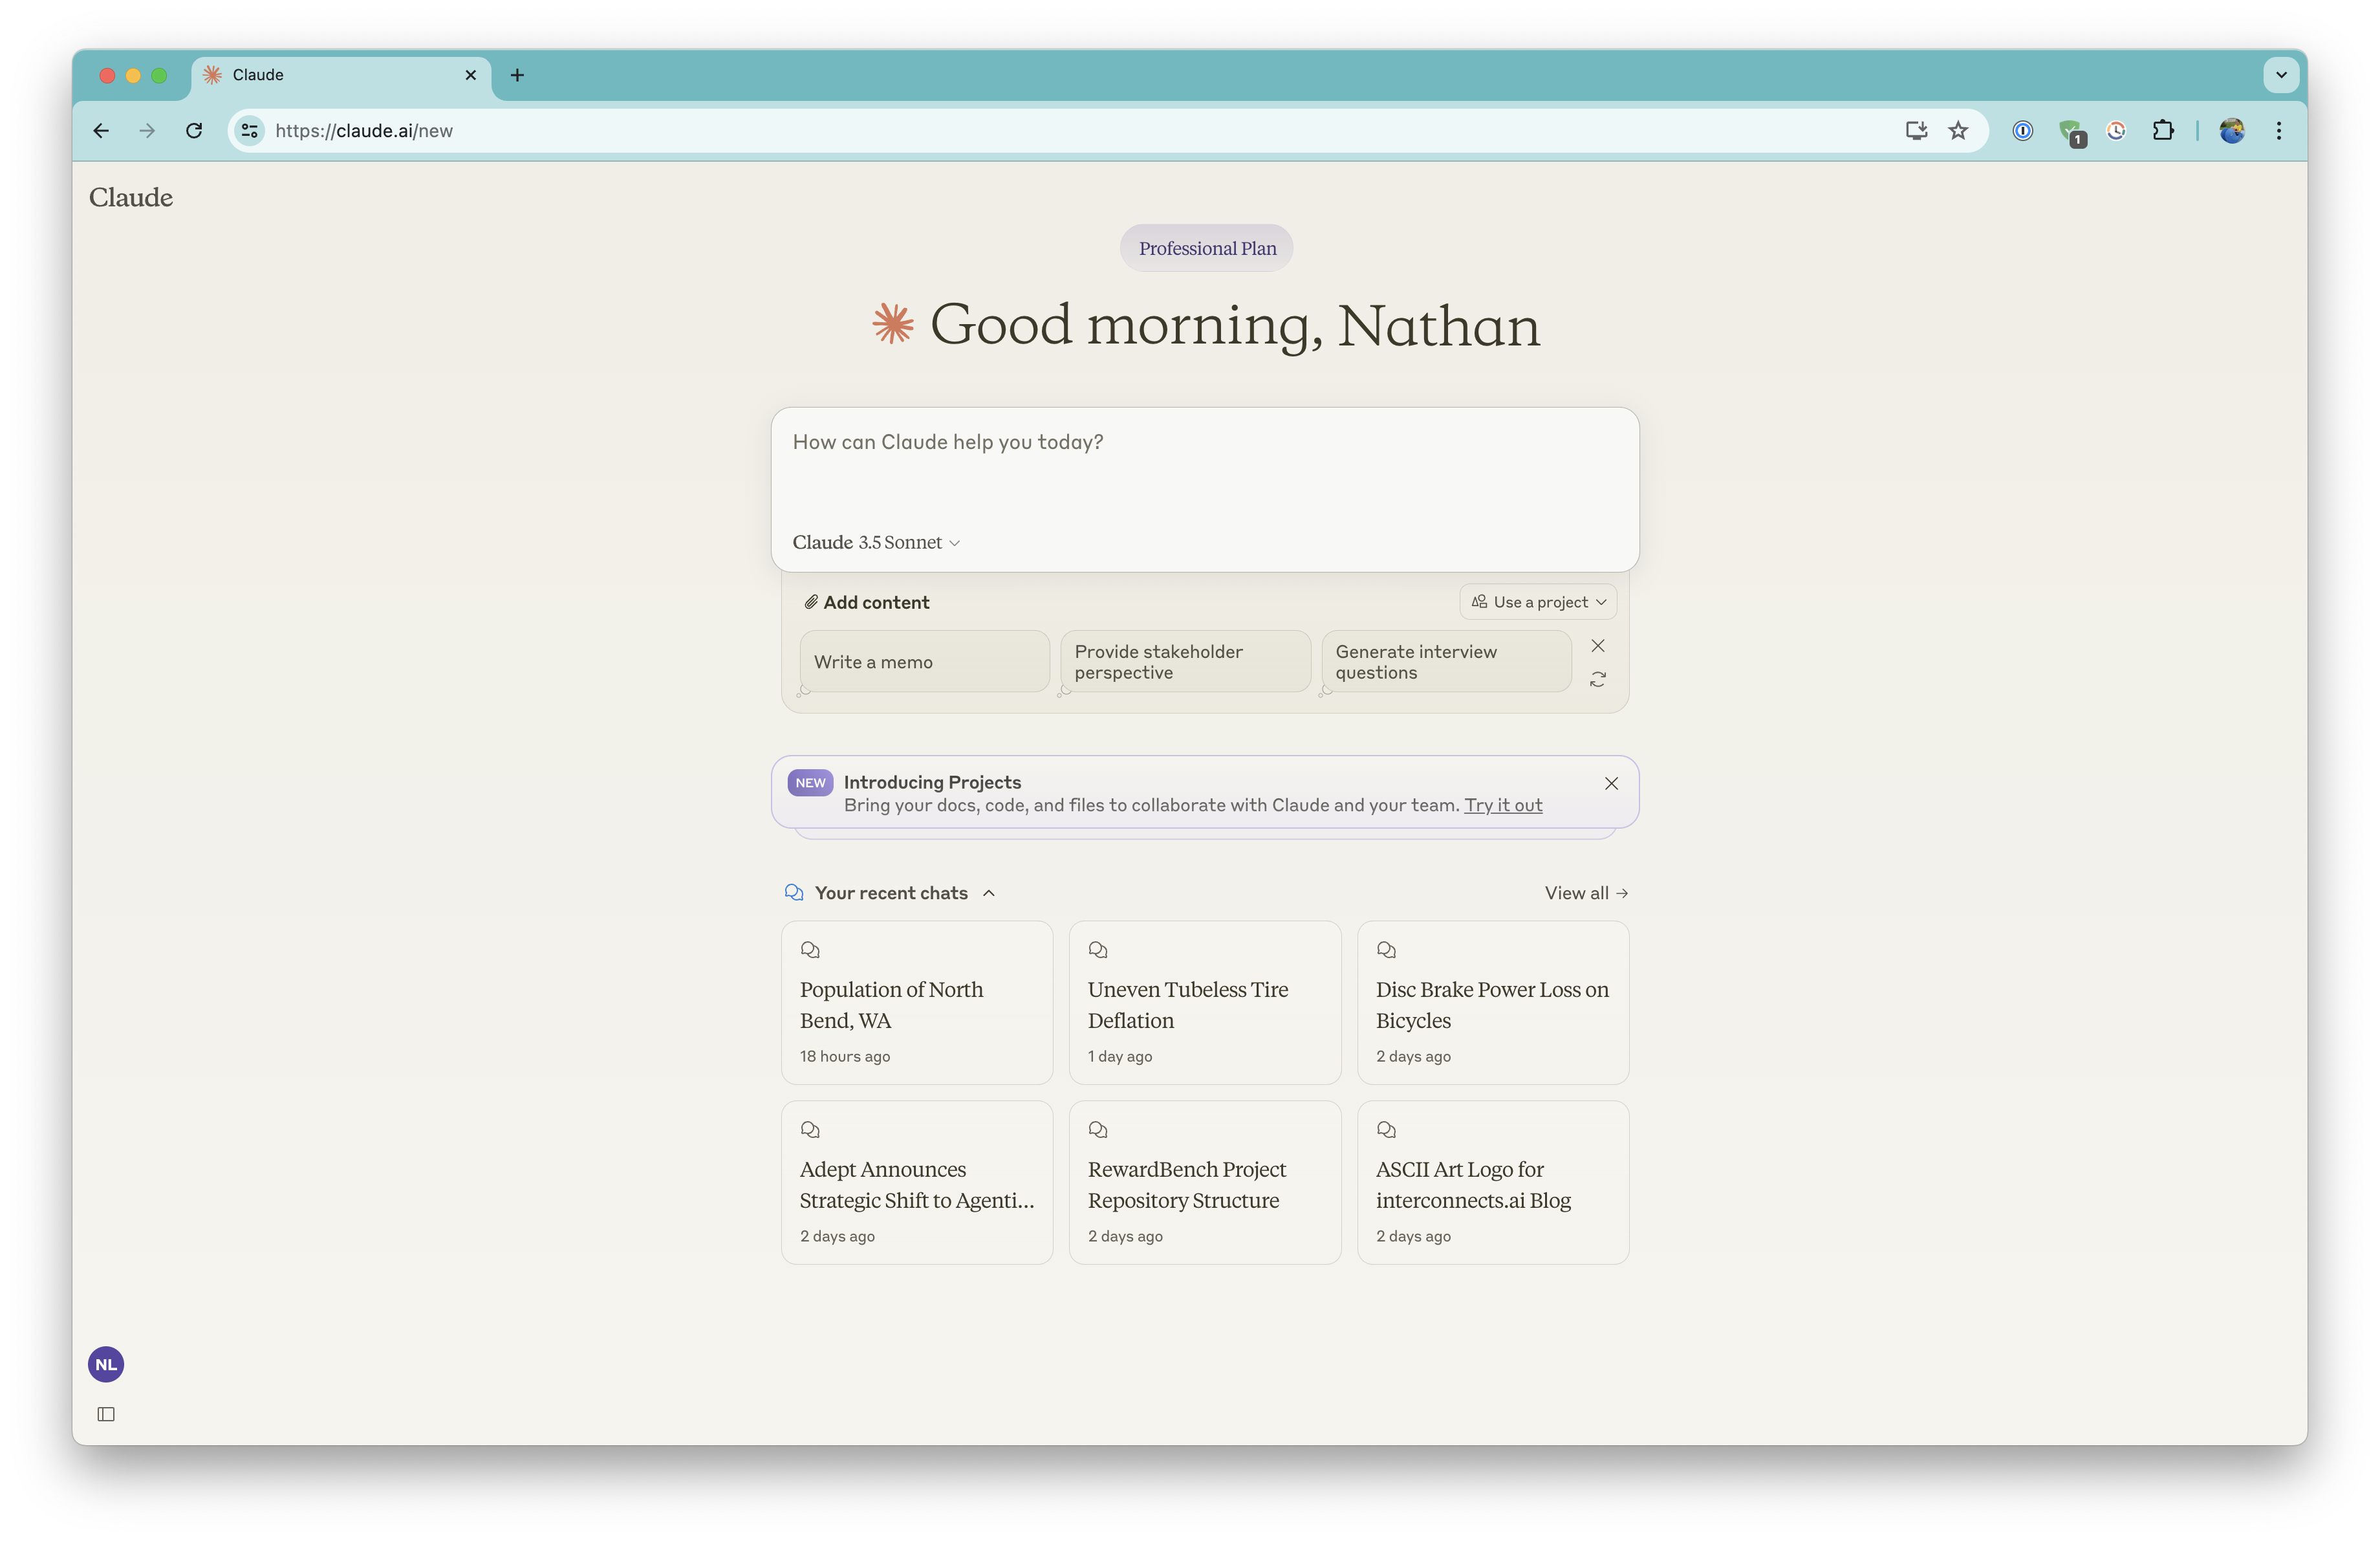 Claude
https://claude.ai/new
1
Claude
Professional Plan
Good morning, Nathan
How can Claude help you today?
Claude 3.5 Sonnet
Add content
Use a project
Write a memo
Provide stakeholder
perspective
Generate interview
questions
NEW
Introducing Projects
Bring your docs, code, and files to collaborate with Claude and your team. Try it out
Your recent chats
View all
Population of North
Bend, WA
18 hours ago
Uneven Tubeless Tire
Deflation
1 day ago
Disc Brake Power Loss on
Bicycles
2 days ago
Adept Announces
Strategic Shift to Agenti...
2 days ago
RewardBench Project
Repository Structure
2 days ago
ASCII Art Logo for
interconnects.ai Blog
2 days ago
NL